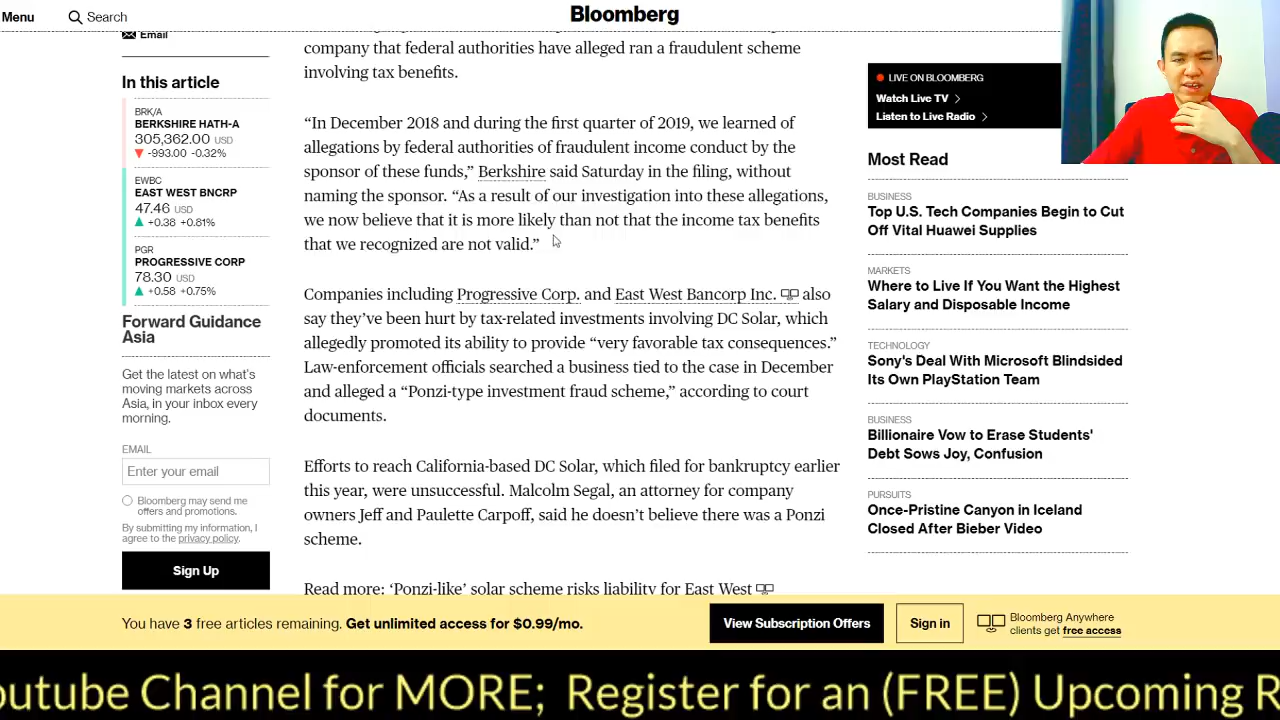 Menu
Search
Bloomberg
Email
company that federal authorities have alleged ran a fraudulent scheme
involving tax benefits.
In this article
BRK/A
BERKSHIRE HATH-A
305,362.00 USD
-993.00 -0.32%
EWBC
EAST WEST BNCRP
47.46 USD
+0.38 +0.81%
PGR
PROGRESSIVE CORP
78.30 USD
+0.58 +0.75%
Forward Guidance
Asia
Get the latest on what's
moving markets across
Asia, in your inbox every
morning.
EMAIL
Enter your email
Bloomberg may send me
offers and promotions.
By submitting my information, I
agree to the privacy policy.
Sign Up
“In December 2018 and during the first quarter of 2019, we learned of
allegations by federal authorities of fraudulent income conduct by the
sponsor of these funds,” Berkshire said Saturday in the filing, without
naming the sponsor. “As a result of our investigation into these allegations,
we now believe that it is more likely than not that the income tax benefits
that we recognized are not valid.”
Companies including Progressive Corp. and East West Bancorp Inc. also
say they’ve been hurt by tax-related investments involving DC Solar, which
allegedly promoted its ability to provide “very favorable tax consequences.”
Law-enforcement officials searched a business tied to the case in December
and alleged a “Ponzi-type investment fraud scheme,” according to court
documents.
Efforts to reach California-based DC Solar, which filed for bankruptcy earlier
this year, were unsuccessful. Malcolm Segal, an attorney for company
owners Jeff and Paulette Carpoff, said he doesn’t believe there was a Ponzi
scheme.
Read more: ‘Ponzi-like’ solar scheme risks liability for East West
LIVE ON BLOOMBERG
Watch Live TV
Listen to Live Radio
Most Read
BUSINESS
Top U.S. Tech Companies Begin to Cut
Off Vital Huawei Supplies
MARKETS
Where to Live If You Want the Highest
Salary and Disposable Income
TECHNOLOGY
Sony's Deal With Microsoft Blindsided
Its Own PlayStation Team
BUSINESS
Billionaire Vow to Erase Students'
Debt Sows Joy, Confusion
PURSUITS
Once-Pristine Canyon in Iceland
Closed After Bieber Video
You have 3 free articles remaining. Get unlimited access for $0.99/mo.
View Subscription Offers
Sign in
Bloomberg Anywhere
clients get free access
outube Channel for MORE; Register for an (FREE) Upcoming R